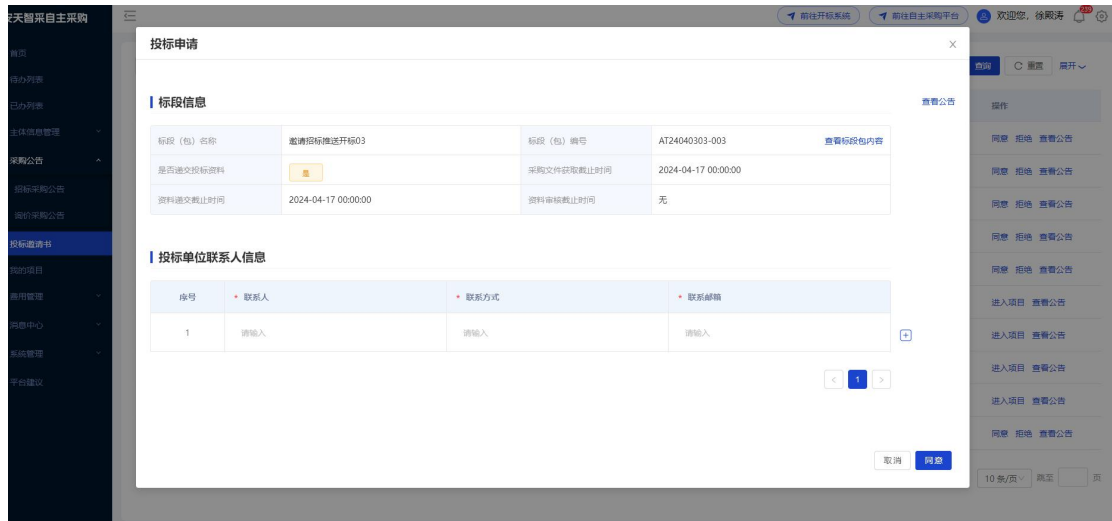 安天智采自主采购
前往开标系统 前往自主采购平台 欢迎您，徐殿涛
首页
待办列表
已办列表
主体信息管理
采购公告
招标采购公告
询价采购公告
投标邀请书
我的项目
费用管理
消息中心
系统管理
平台建议
投标申请
标段信息 查看公告
标段（包）名称 邀请招标推送开标03 标段（包）编号 AT24040303-003 查看标段包内容
是否递交投标资料 是 采购文件获取截止时间 2024-04-17 00:00:00
资料递交截止时间 2024-04-17 00:00:00 资料审核截止时间 无
投标单位联系人信息
序号 * 联系人 * 联系方式 * 联系邮箱
1 请输入 请输入 请输入
< 1 >
取消 同意
查询 重置 展开
操作
同意 拒绝 查看公告
同意 拒绝 查看公告
同意 拒绝 查看公告
同意 拒绝 查看公告
同意 拒绝 查看公告
进入项目 查看公告
进入项目 查看公告
进入项目 查看公告
进入项目 查看公告
同意 拒绝 查看公告
10 条/页 跳至 页